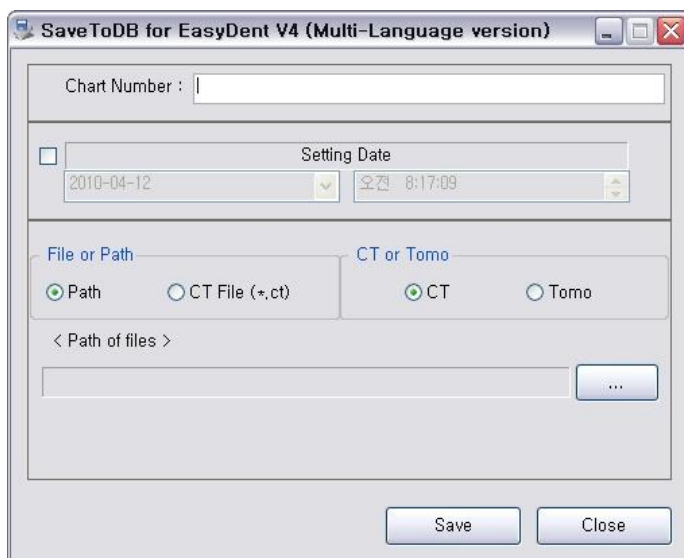 SaveToDB for EasyDent V4 (Multi-Language version)
Chart Number :
Setting Date
2010-04-12 오전 8:17:09
File or Path CT or Tomo
Path CT File (*.ct) CT Tomo
< Path of files >
...
Save Close